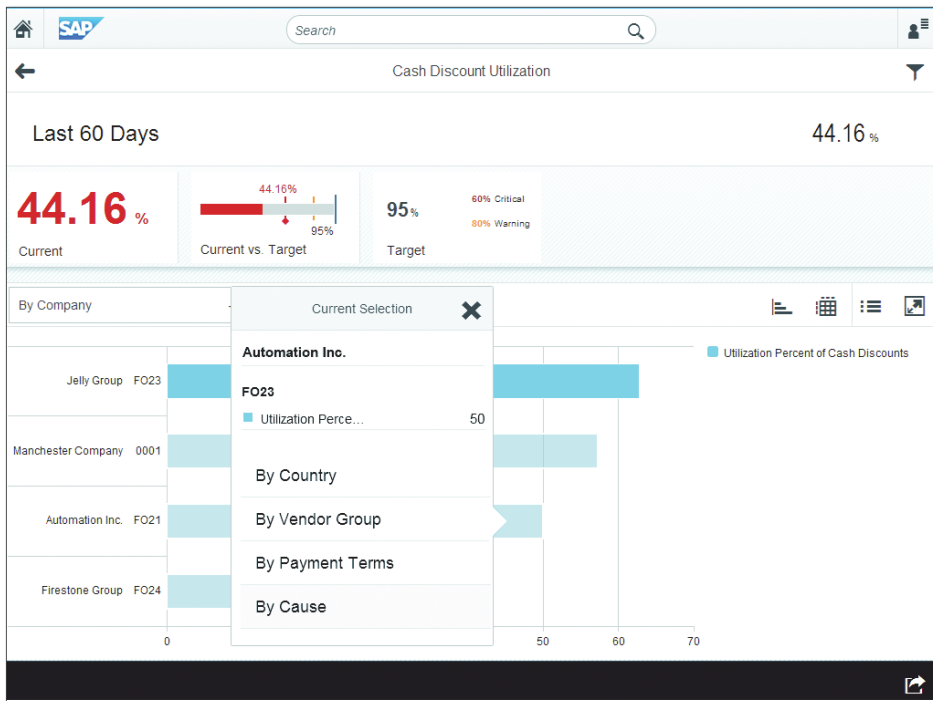 SAP
Search
Cash Discount Utilization
Last 60 Days
44.16 %
44.16 %
Current
44.16%
95%
Current vs. Target
95%
Target
60% Critical
80% Warning
By Company
Current Selection
Automation Inc.
FO23
Utilization Perce... 50
By Country
By Vendor Group
By Payment Terms
By Cause
Utilization Percent of Cash Discounts
Jelly Group FO23
Manchester Company 0001
Automation Inc. FO21
Firestone Group FO24
0 50 60 70